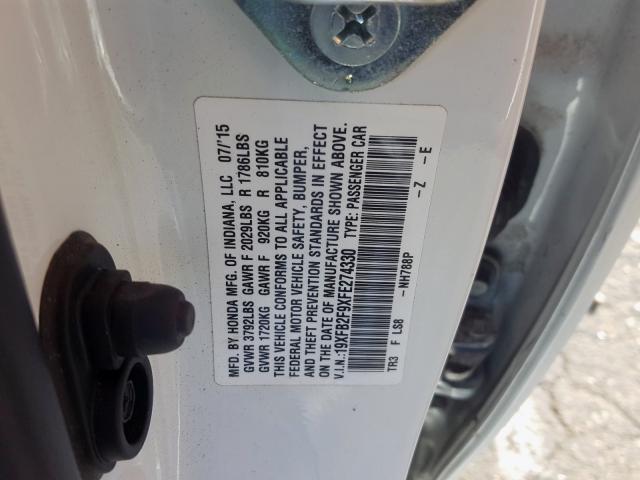 MFD. BY HONDA MFG. OF INDIANA, LLC 07/'15
GVWR 3792LBS GAWR F 2029LBS R 1786LBS
GVWR 1720KG GAWR F 920KG R 810KG
THIS VEHICLE CONFORMS TO ALL APPLICABLE
FEDERAL MOTOR VEHICLE SAFETY, BUMPER,
AND THEFT PREVENTION STANDARDS IN EFFECT
ON THE DATE OF MANUFACTURE SHOWN ABOVE.
V.I.N.:19XFB2F9XFE274330 TYPE: PASSENGER CAR
TR3 F LS8 -NH788P -Z -E